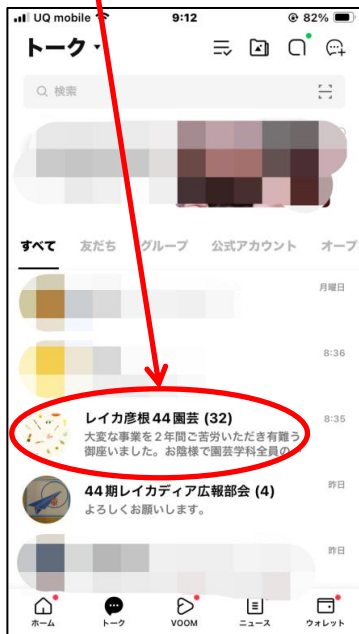 UQ mobile 9:12 82%
トーク
検索
すべて 友だち グループ 公式アカウント オープ
月曜日
8:36
レイカ彦根44園芸 (32) 8:35
大変な事業を2年間ご苦労いただき有難う
御座いました。お陰様で園芸学科全員の
44期レイカディア広報部会 (4) 昨日
よろしくお願いします。
昨日
ホーム トーク VOOM ニュース ウォレット